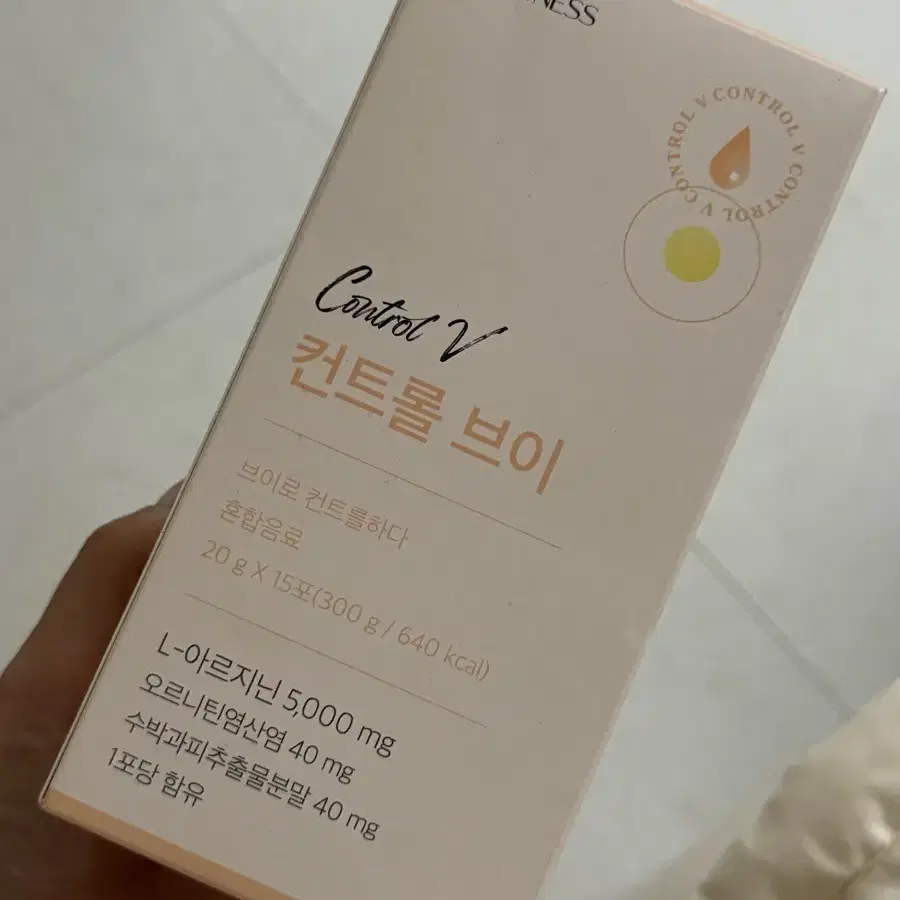 CONTROL V CONTROL V CONTROL V CONTROL V
Control V
컨트롤 브이
브이로 컨트롤하다
혼합음료
20 g X 15포(300 g / 640 kcal)
L-아르지닌 5,000 mg
오르니틴염산염 40 mg
수박과피추출물분말 40 mg
1포당 함유